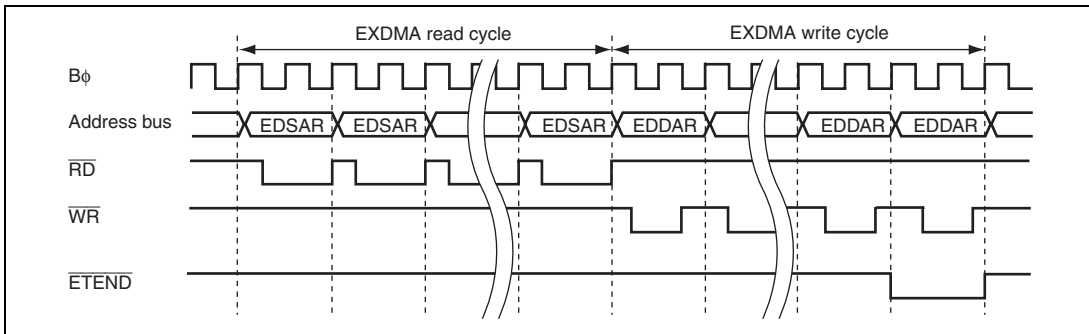 EXDMA read cycle EXDMA write cycle
Bϕ
Address bus EDSAR EDSAR EDSAR EDDAR EDDAR EDDAR
RD
WR
ETEND